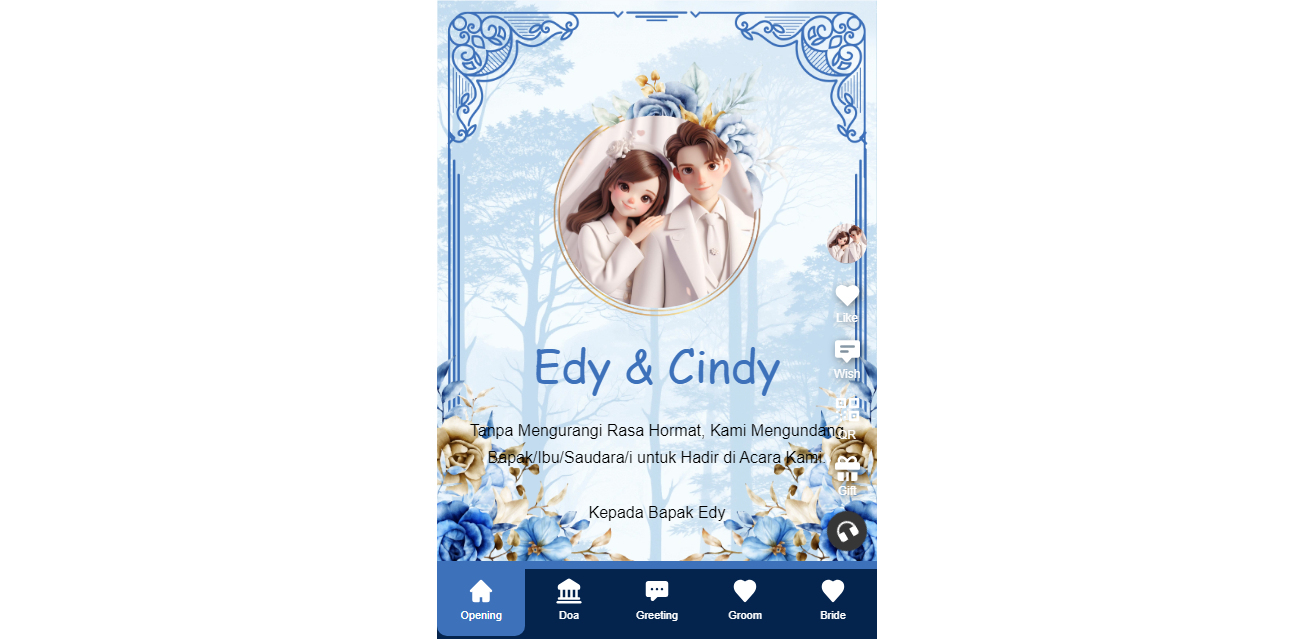 Edy & Cindy
Tanpa Mengurangi Rasa Hormat, Kami Mengundang
Bapak/Ibu/Saudara/i untuk Hadir di Acara Kami.
Kepada Bapak Edy
Like
Wish
QR
Gift
Opening
Doa
Greeting
Groom
Bride